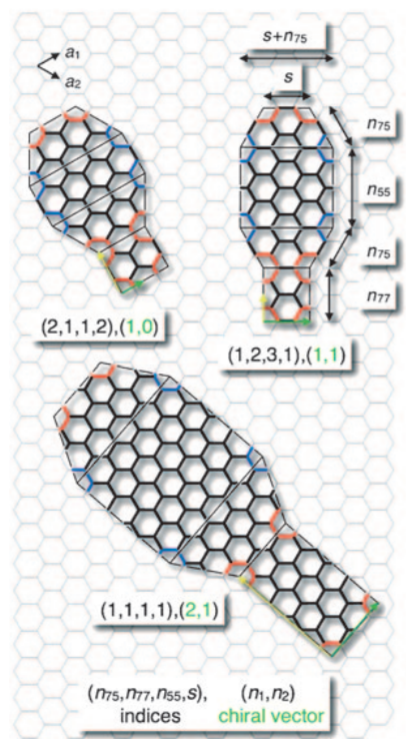 a₁
a₂
s+n₇₅
s
n₇₅
n₅₅
n₇₅
n₇₇
(2,1,1,2),(1,0)
(1,2,3,1),(1,1)
(1,1,1,1),(2,1)
(n₇₅,n₇₇,n₅₅,s), (n₁,n₂)
indices chiral vector